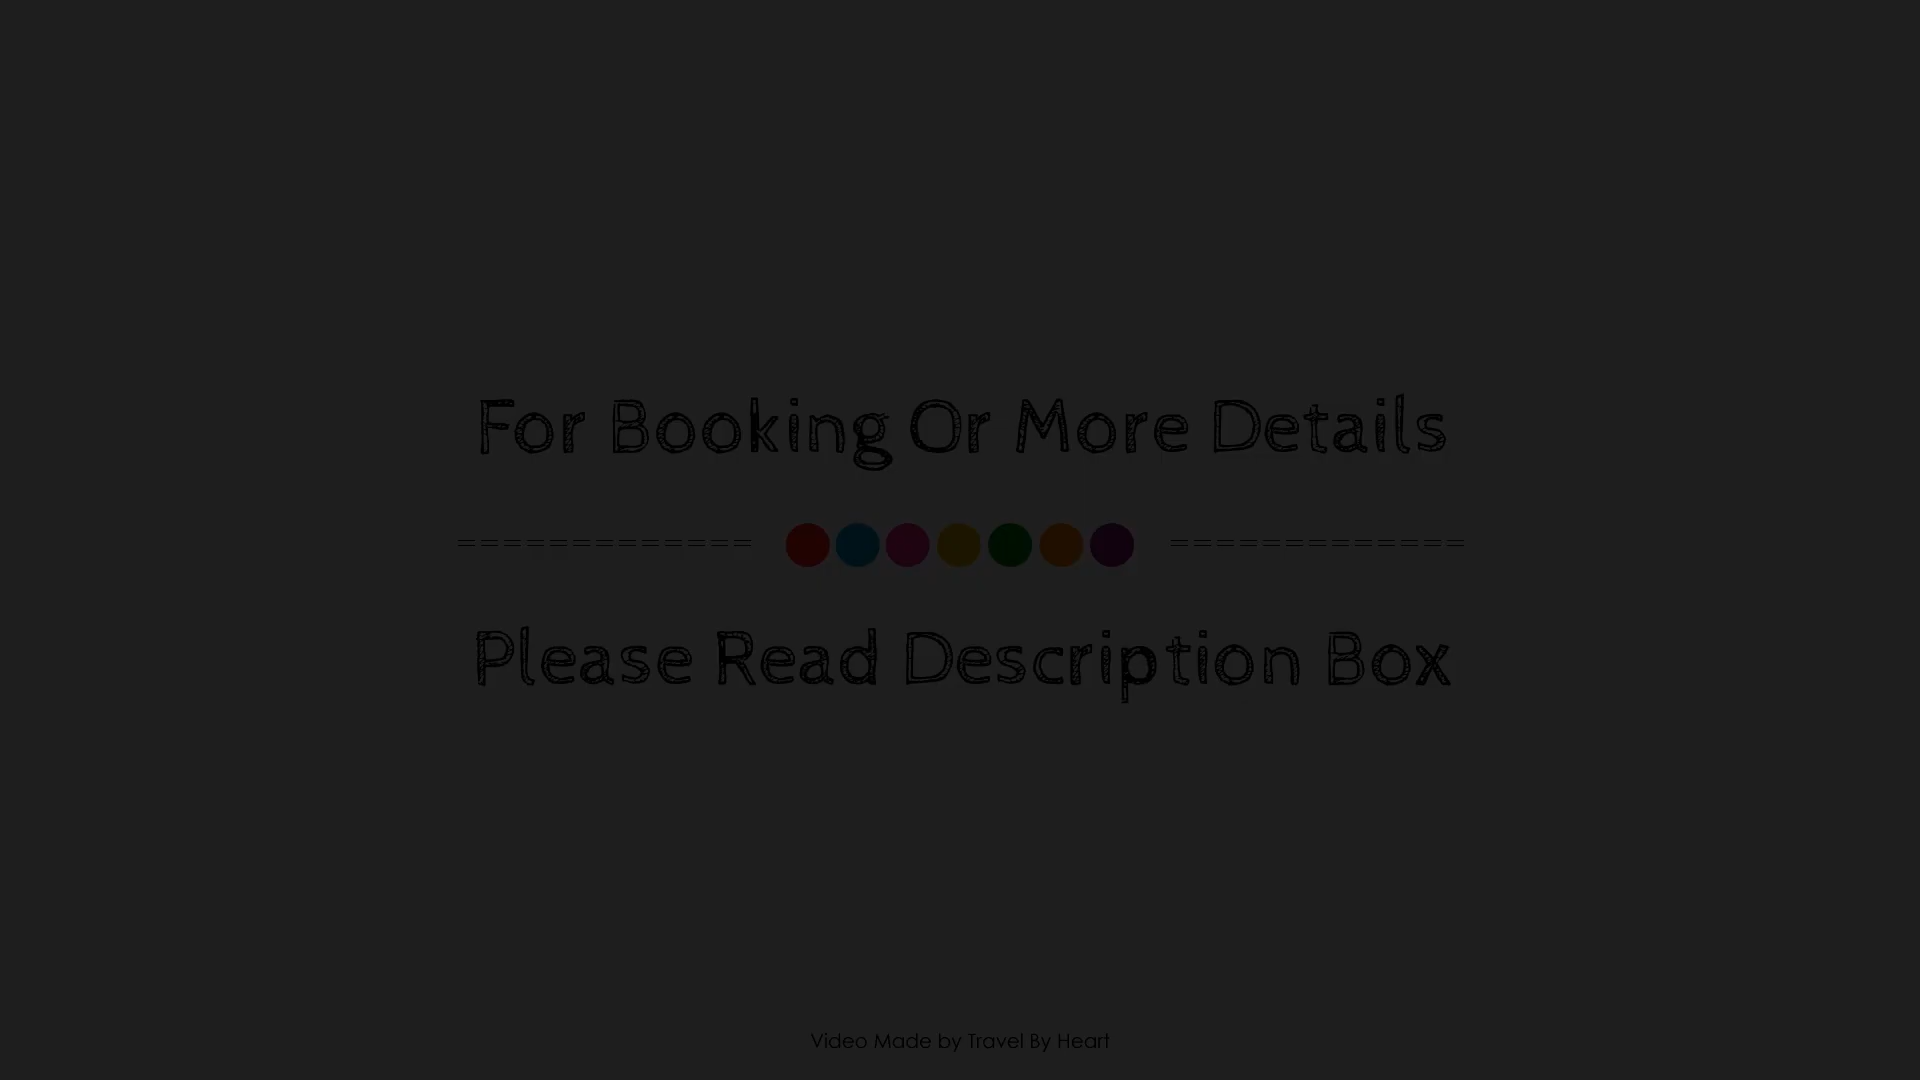 For Booking Or More Details
============= =============
Please Read Description Box
Video Made by Travel By Heart